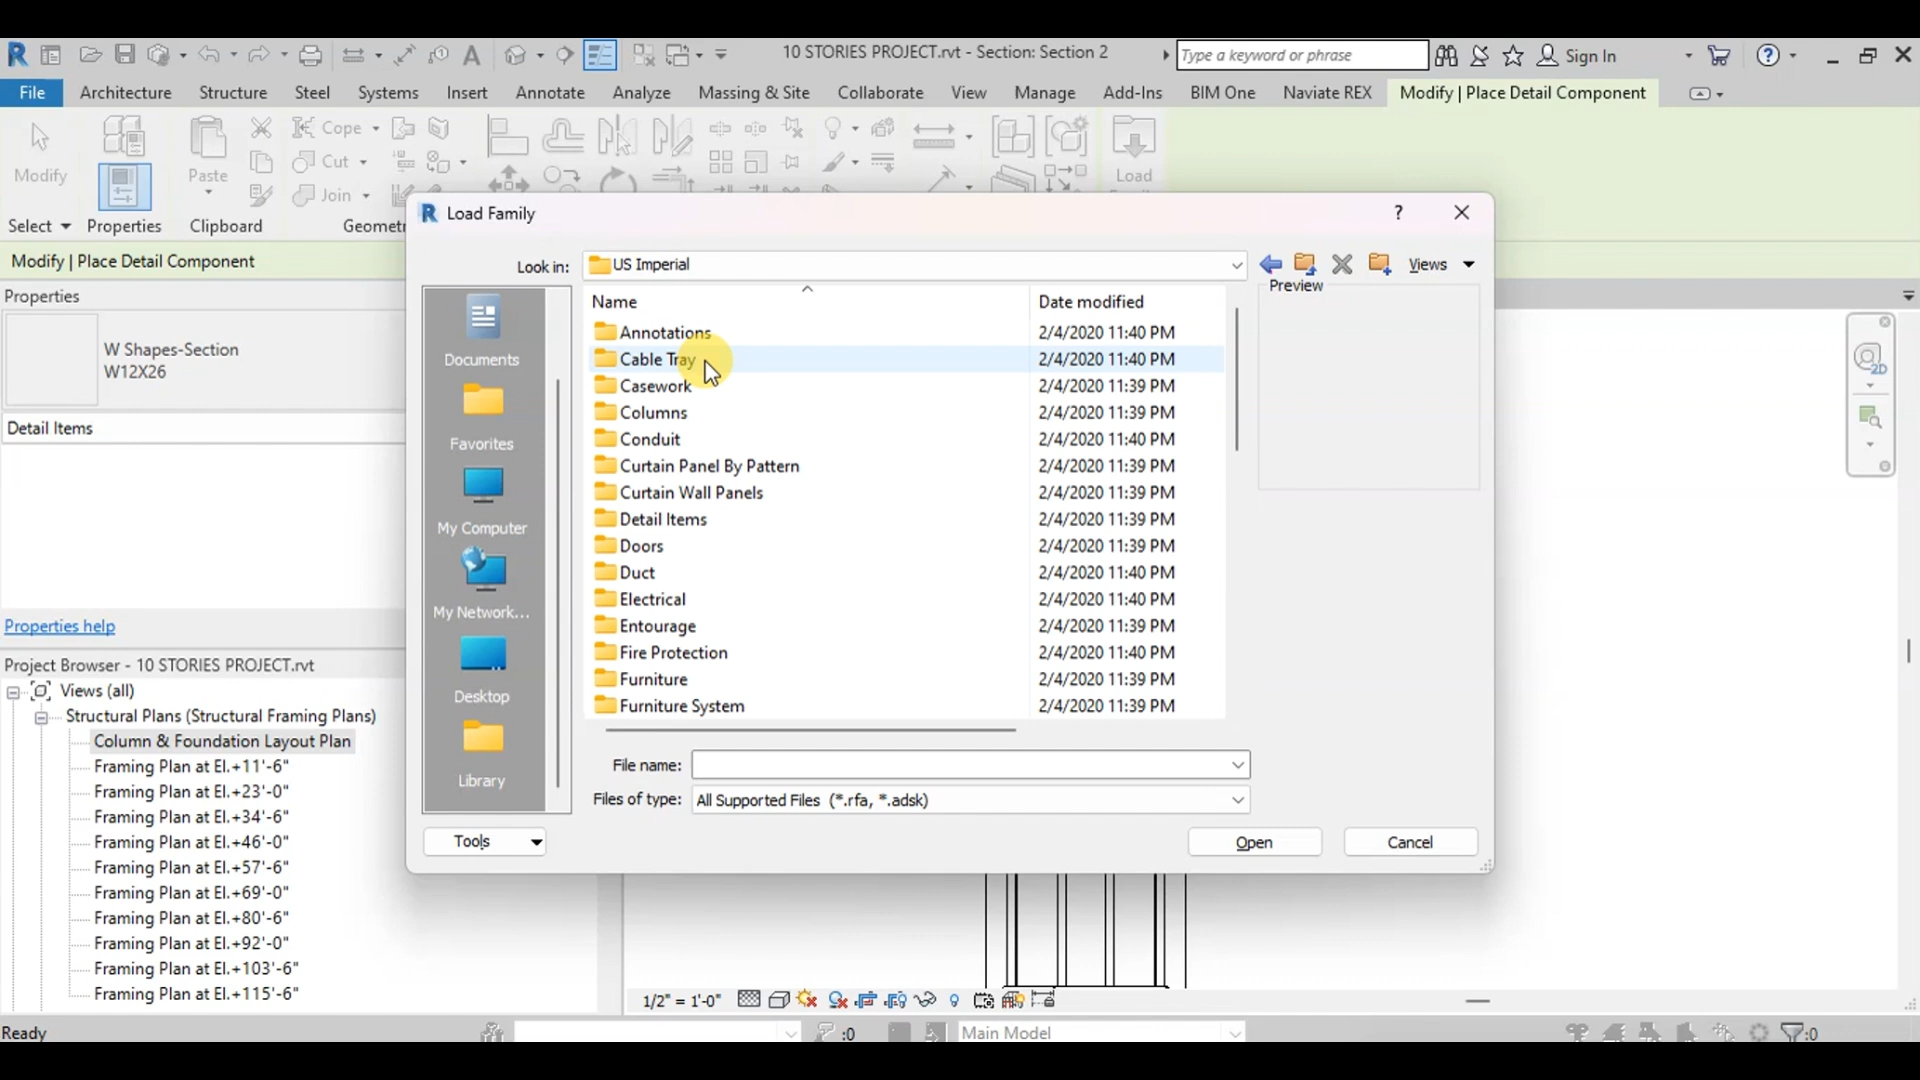 10 STORIES PROJECT.rvt - Section: Section 2
Type a keyword or phrase
Sign In
File Architecture Structure Steel Systems Insert Annotate Analyze Massing & Site Collaborate View Manage Add-Ins BIM One Naviate REX Modify | Place Detail Component
Modify
Paste
Cope
Cut
Join
Load
Select Properties Clipboard
Modify | Place Detail Component
Properties
W Shapes-Section
W12X26
Detail Items
Properties help
Project Browser - 10 STORIES PROJECT.rvt
Views (all)
Structural Plans (Structural Framing Plans)
Column & Foundation Layout Plan
Framing Plan at El.+11'-6"
Framing Plan at El.+23'-0"
Framing Plan at El.+34'-6"
Framing Plan at El.+46'-0"
Framing Plan at El.+57'-6"
Framing Plan at El.+69'-0"
Framing Plan at El.+80'-6"
Framing Plan at El.+92'-0"
Framing Plan at El.+103'-6"
Framing Plan at El.+115'-6"
Load Family
Look in: US Imperial
Views
Documents
Favorites
My Computer
My Network...
Desktop
Library
Name Date modified
Annotations 2/4/2020 11:40 PM
Cable Tray 2/4/2020 11:40 PM
Casework 2/4/2020 11:39 PM
Columns 2/4/2020 11:39 PM
Conduit 2/4/2020 11:40 PM
Curtain Panel By Pattern 2/4/2020 11:39 PM
Curtain Wall Panels 2/4/2020 11:39 PM
Detail Items 2/4/2020 11:39 PM
Doors 2/4/2020 11:39 PM
Duct 2/4/2020 11:40 PM
Electrical 2/4/2020 11:40 PM
Entourage 2/4/2020 11:39 PM
Fire Protection 2/4/2020 11:40 PM
Furniture 2/4/2020 11:39 PM
Furniture System 2/4/2020 11:39 PM
Preview
File name:
Files of type: All Supported Files (*.rfa, *.adsk)
Tools
Open
Cancel
2D
1/2" = 1'-0"
Ready
:0
Main Model
:0